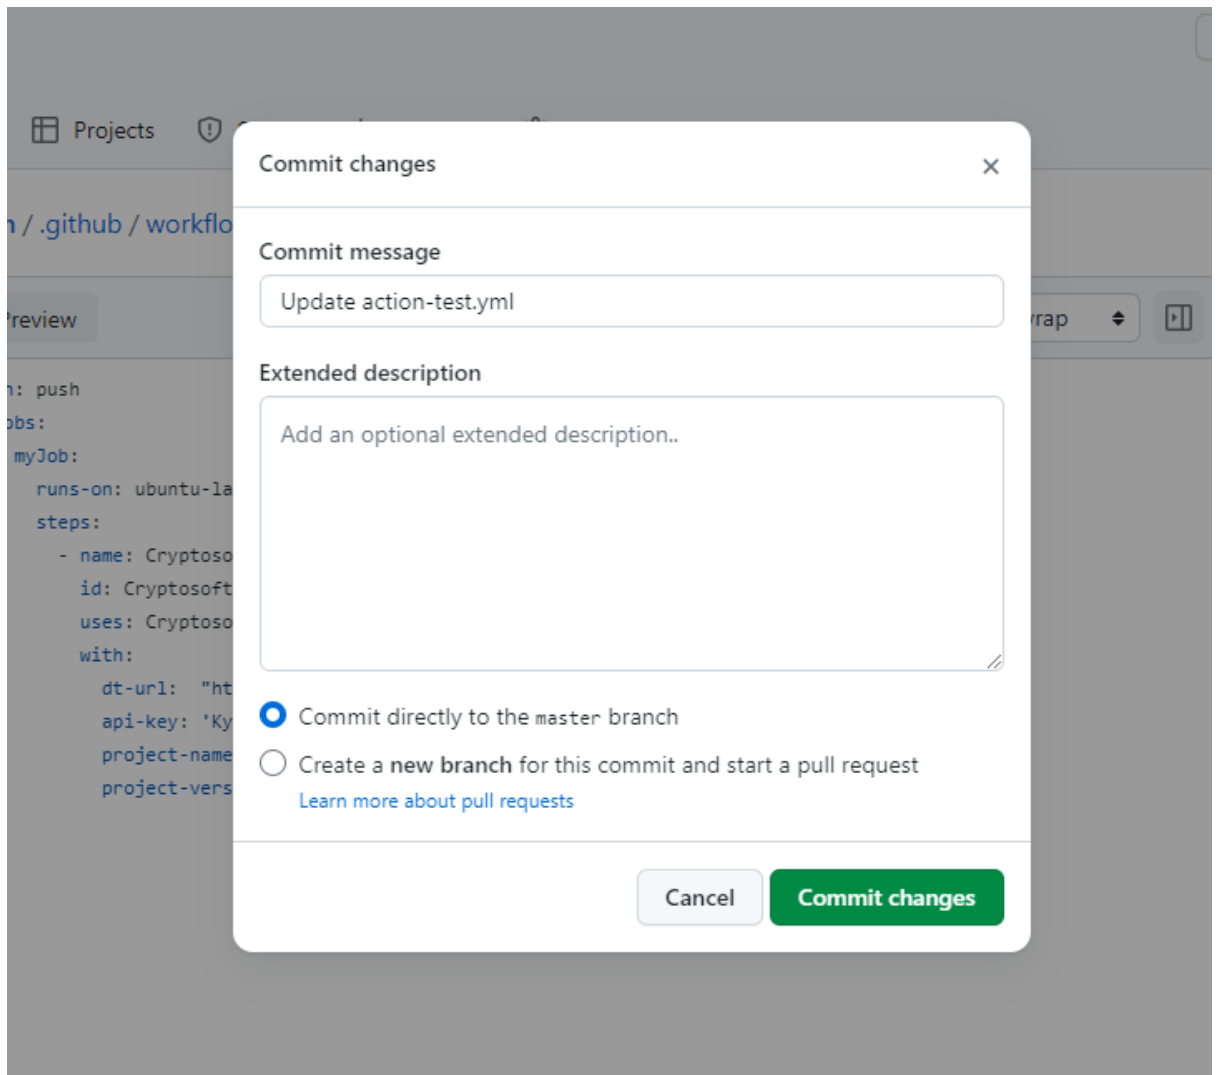 Projects
Commit changes
/ .github / workflo
Commit message
Update action-test.yml
Preview
Extended description
Add an optional extended description..
: push
myJob:
runs-on: ubuntu-la
steps:
- name: Cryptoso
id: Cryptosoft
uses: Cryptoso
with:
dt-url: "ht
api-key: 'Ky
project-name
project-vers
Commit directly to the master branch
Create a new branch for this commit and start a pull request
Learn more about pull requests
Cancel
Commit changes